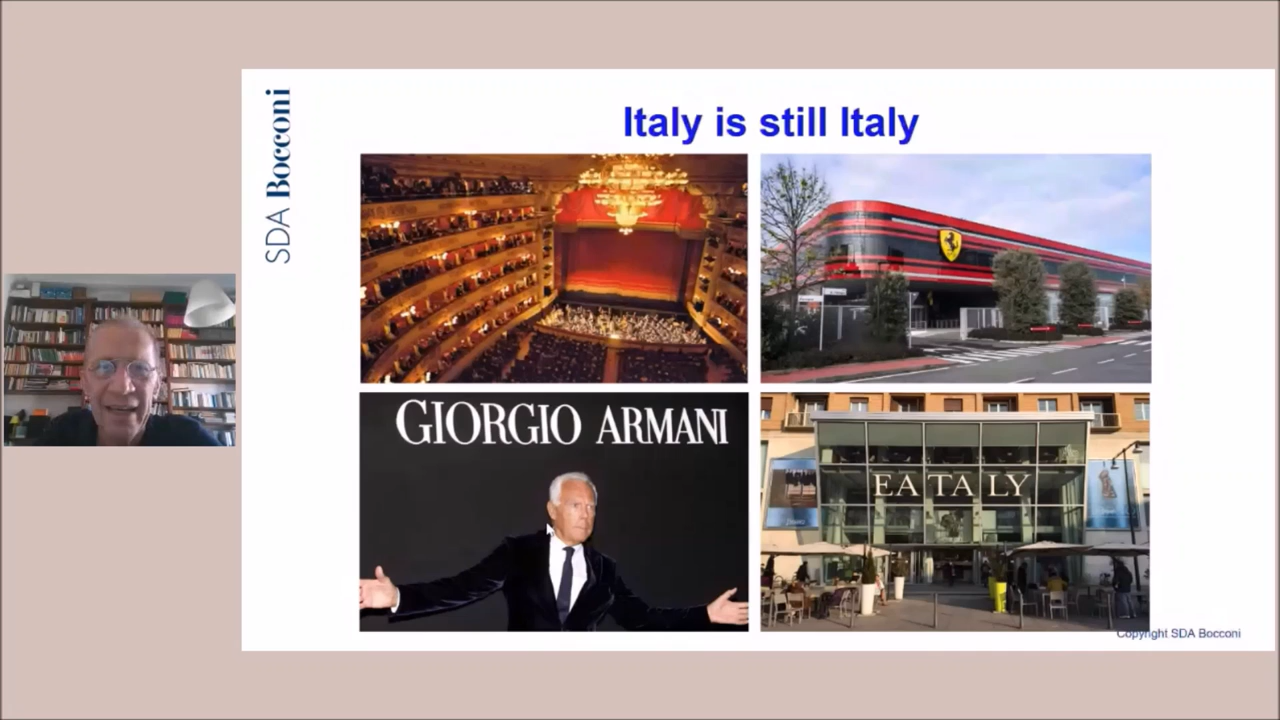 SDA Bocconi
Italy is still Italy
GIORGIO ARMANI
EATALY
Copyright SDA Bocconi